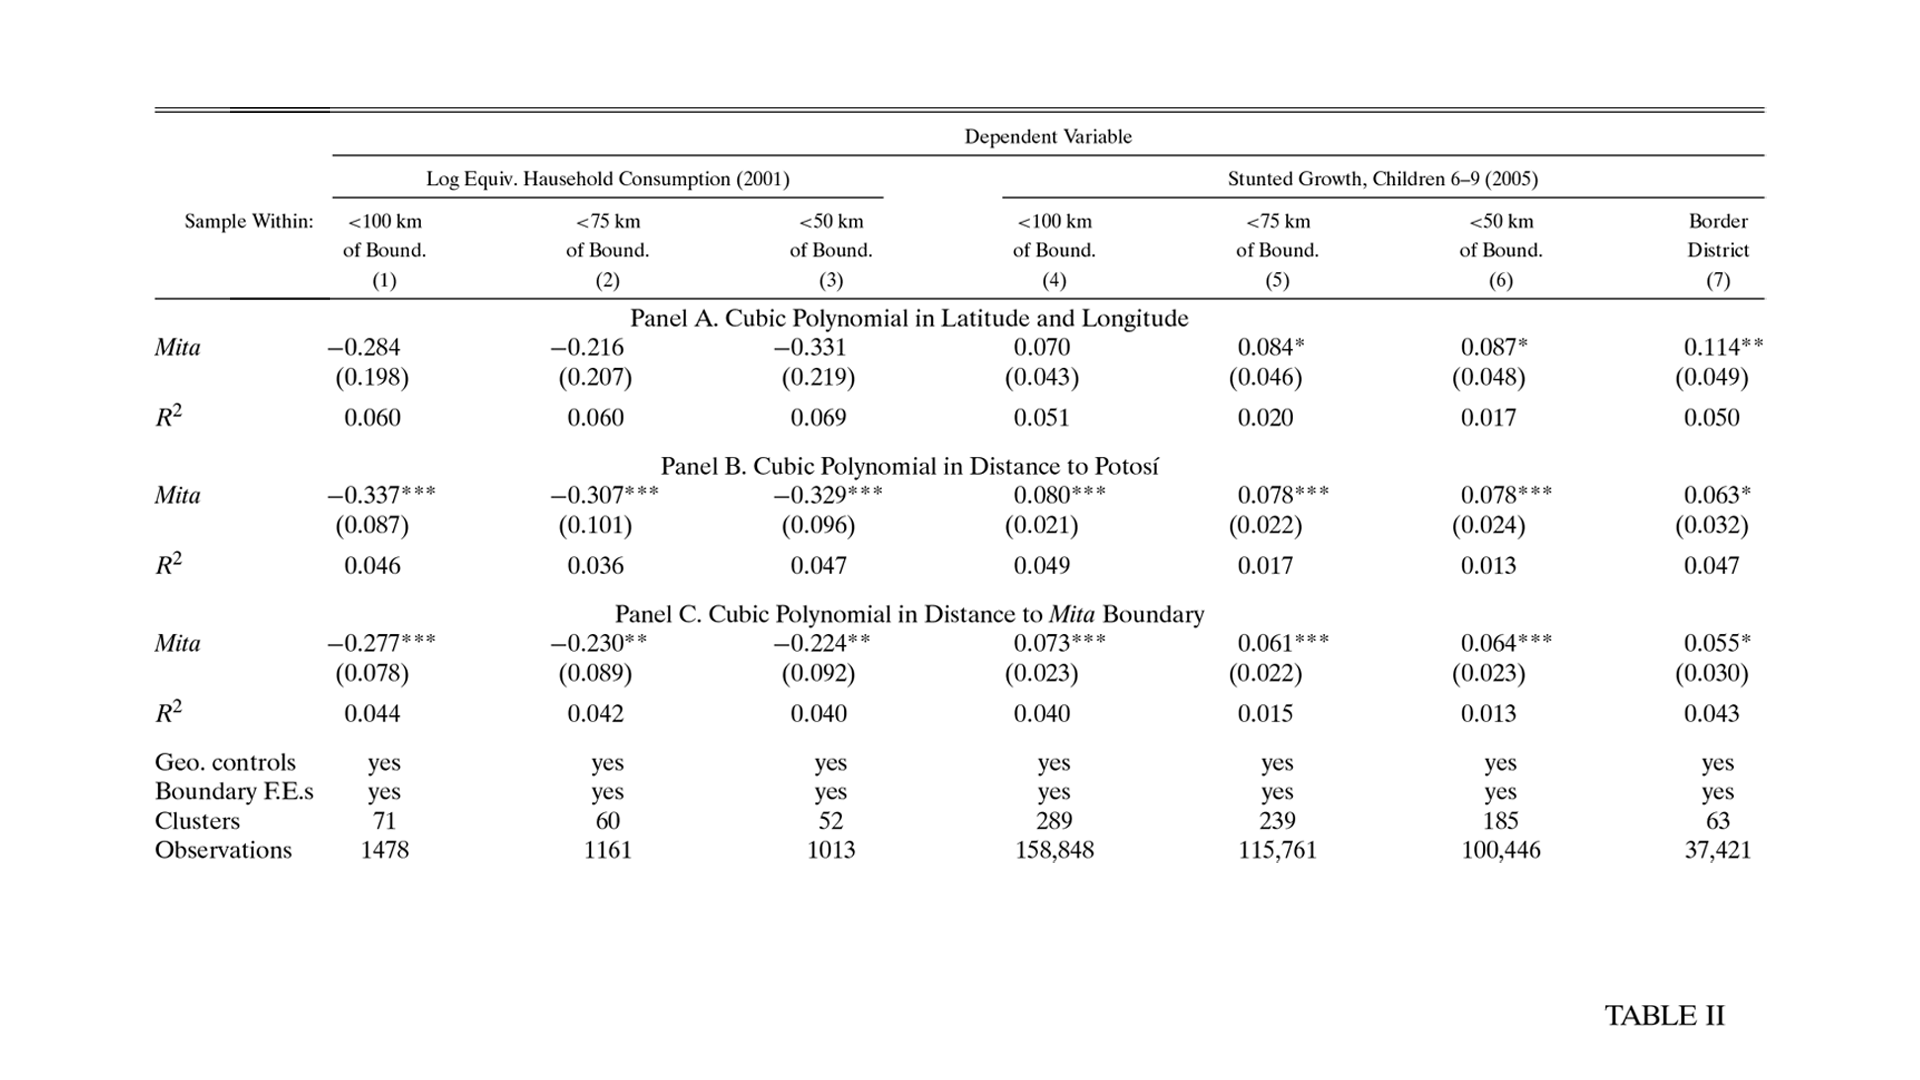 Dependent Variable
Log Equiv. Hausehold Consumption (2001) Stunted Growth, Children 6–9 (2005)
Sample Within: <100 km <75 km <50 km <100 km <75 km <50 km Border
of Bound. of Bound. of Bound. of Bound. of Bound. of Bound. District
(1) (2) (3) (4) (5) (6) (7)
Panel A. Cubic Polynomial in Latitude and Longitude
Mita −0.284 −0.216 −0.331 0.070 0.084* 0.087* 0.114**
(0.198) (0.207) (0.219) (0.043) (0.046) (0.048) (0.049)
R² 0.060 0.060 0.069 0.051 0.020 0.017 0.050
Panel B. Cubic Polynomial in Distance to Potosí
Mita −0.337*** −0.307*** −0.329*** 0.080*** 0.078*** 0.078*** 0.063*
(0.087) (0.101) (0.096) (0.021) (0.022) (0.024) (0.032)
R² 0.046 0.036 0.047 0.049 0.017 0.013 0.047
Panel C. Cubic Polynomial in Distance to Mita Boundary
Mita −0.277*** −0.230** −0.224** 0.073*** 0.061*** 0.064*** 0.055*
(0.078) (0.089) (0.092) (0.023) (0.022) (0.023) (0.030)
R² 0.044 0.042 0.040 0.040 0.015 0.013 0.043
Geo. controls yes yes yes yes yes yes yes
Boundary F.E.s yes yes yes yes yes yes yes
Clusters 71 60 52 289 239 185 63
Observations 1478 1161 1013 158,848 115,761 100,446 37,421
TABLE II